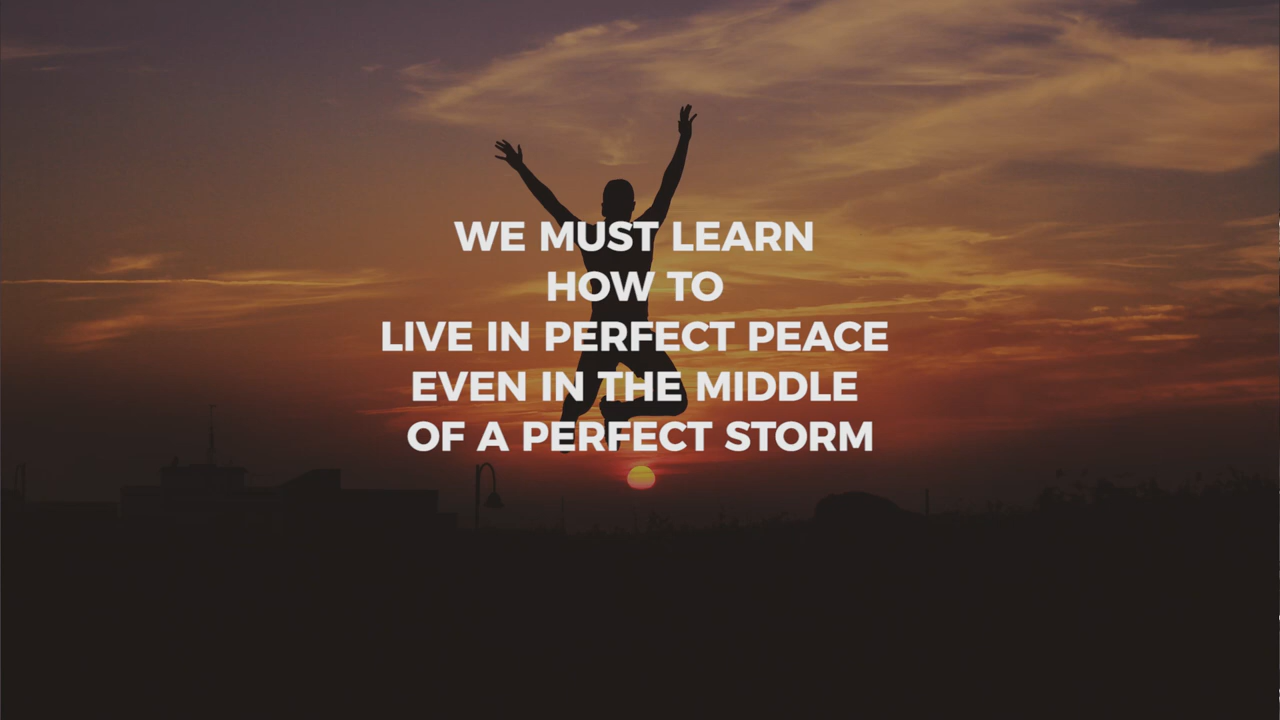 WE MUST LEARN
HOW TO
LIVE IN PERFECT PEACE
EVEN IN THE MIDDLE
OF A PERFECT STORM